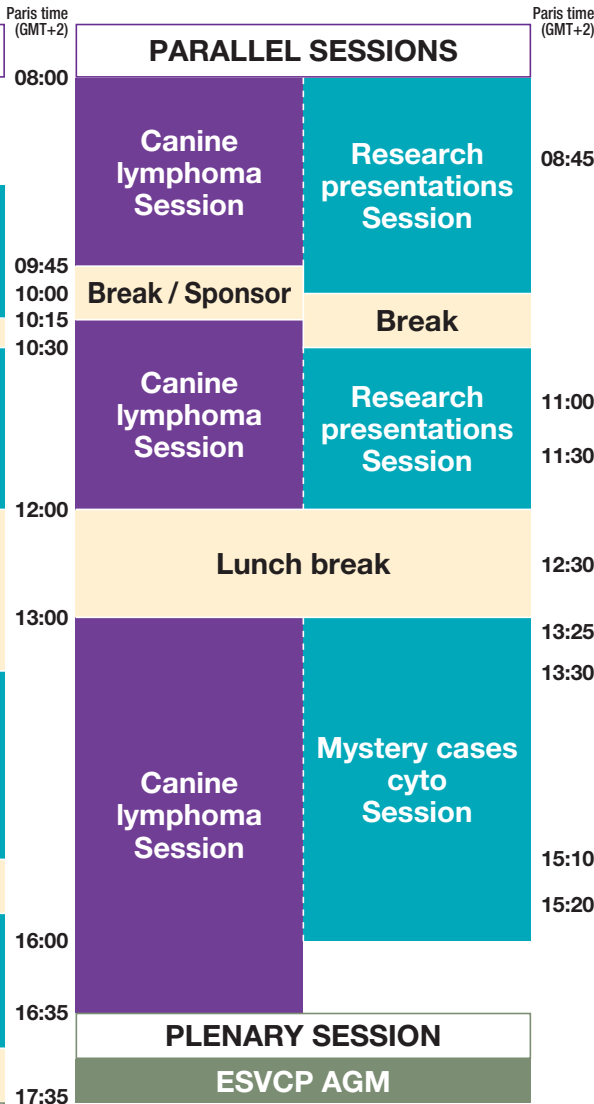 Paris time
(GMT+2)
Paris time
(GMT+2)
PARALLEL SESSIONS
08:00
Canine
lymphoma
Session
Research
presentations
Session
08:45
09:45
10:00
10:15
10:30
Break / Sponsor
Break
Canine
lymphoma
Session
Research
presentations
Session
11:00
11:30
12:00
Lunch break
12:30
13:00
13:25
13:30
Canine
lymphoma
Session
Mystery cases
cyto
Session
15:10
15:20
16:00
16:35
PLENARY SESSION
ESVCP AGM
17:35